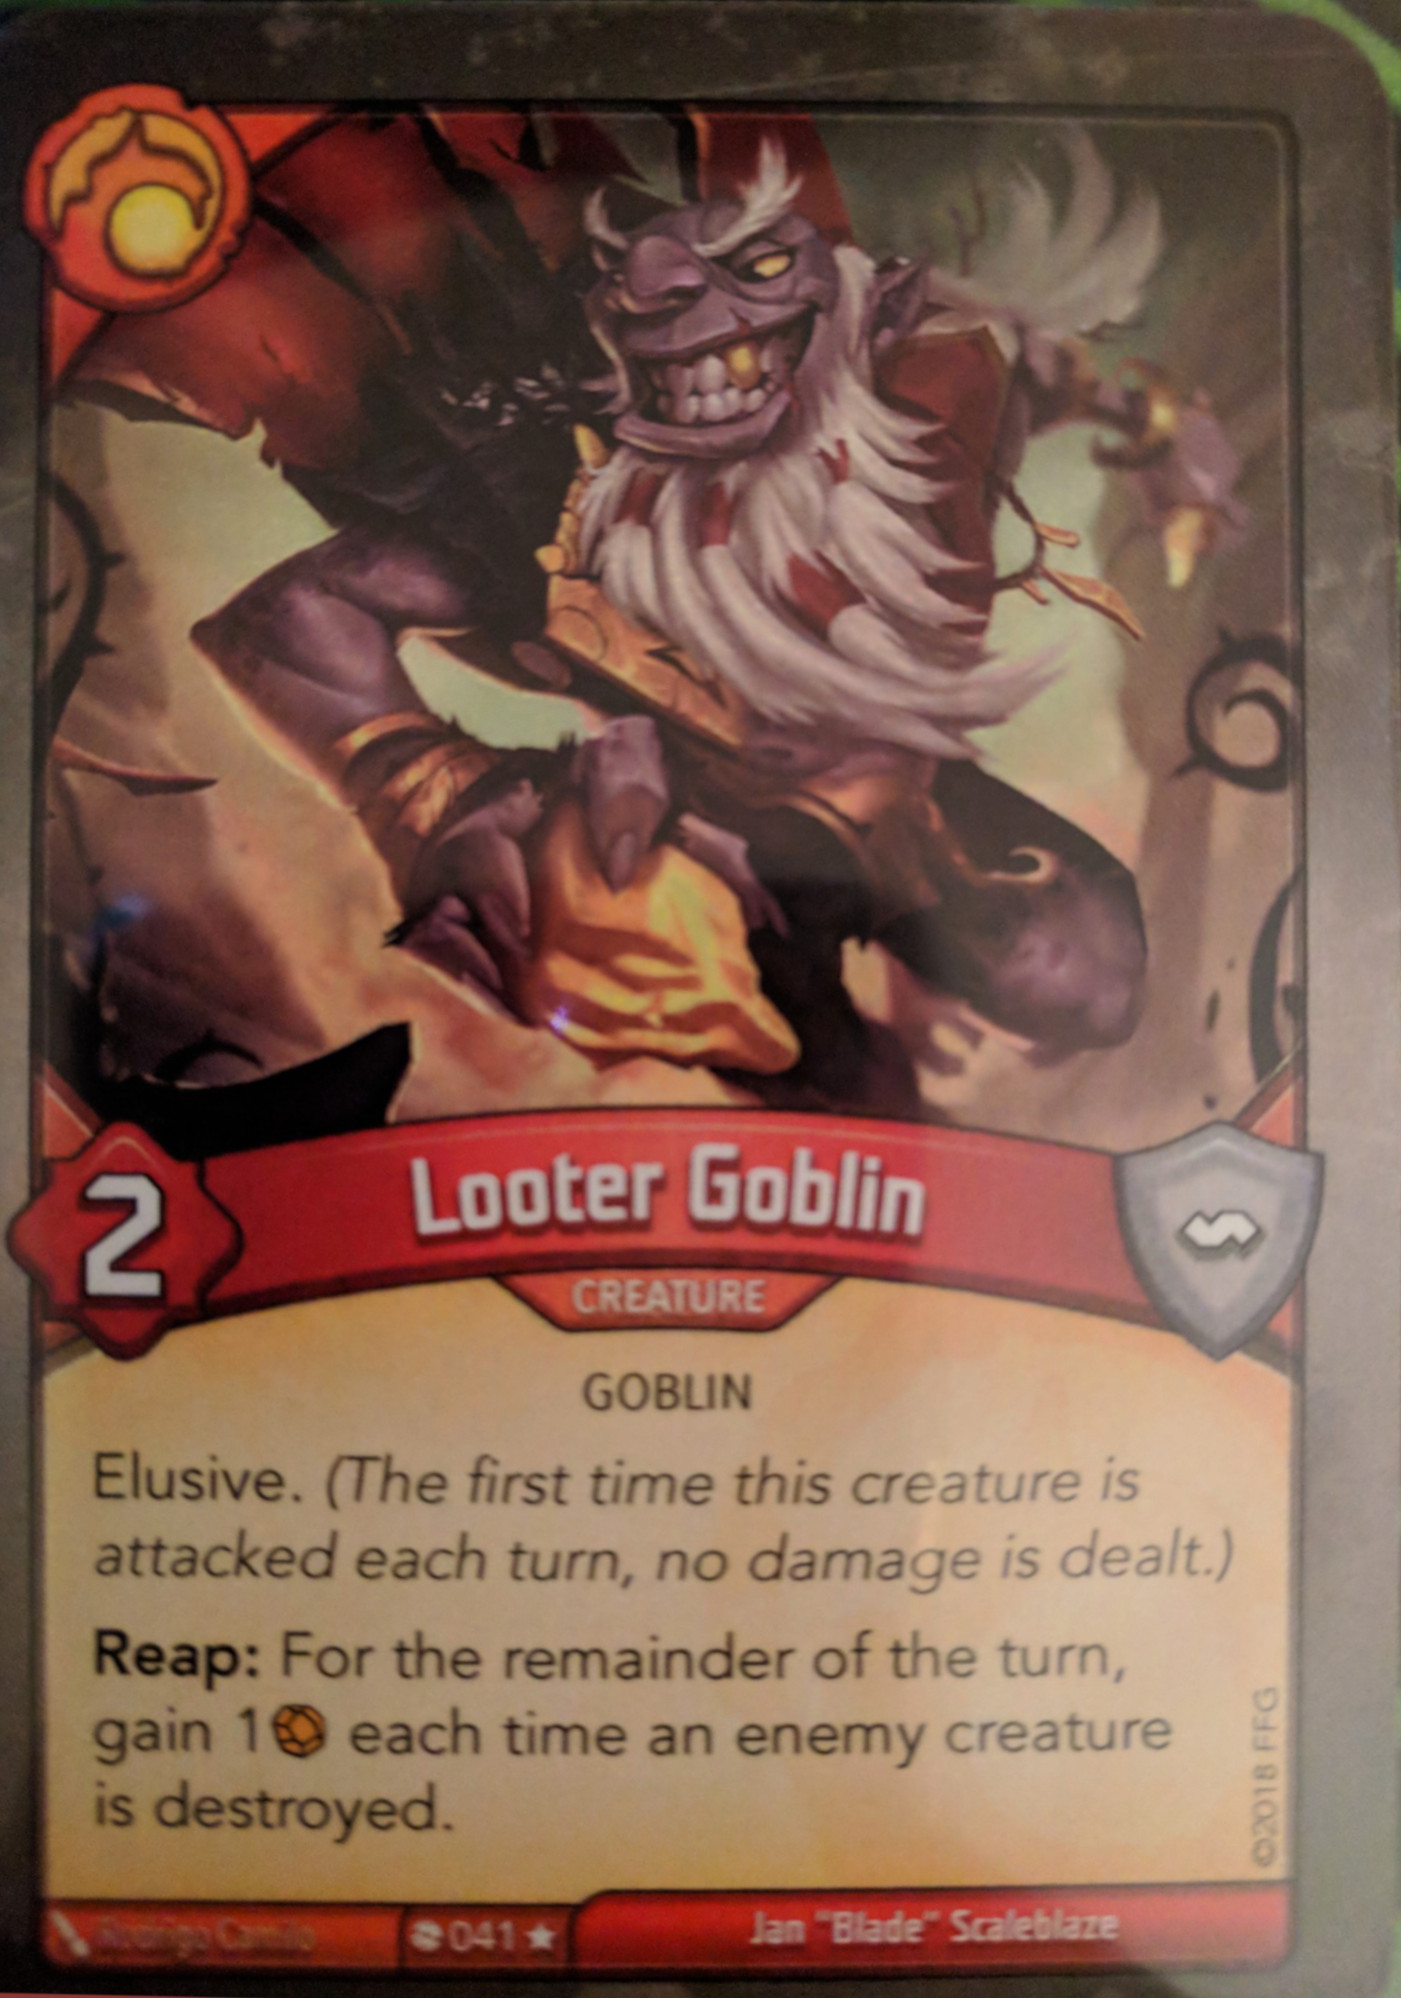 Looter Goblin
2
CREATURE
GOBLIN
Elusive. (The first time this creature is
attacked each turn, no damage is dealt.)
Reap: For the remainder of the turn,
gain 1 each time an enemy creature
is destroyed.
©2018 FFG
Rodrigo Camilo
041
Jan "Blade" Scaleblaze